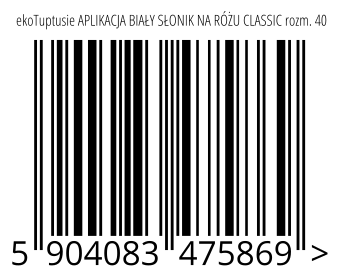 ekoTuptusie APLIKACJA BIAŁY SŁONIK NA RÓŻU CLASSIC rozm. 40
5 904083 475869 >